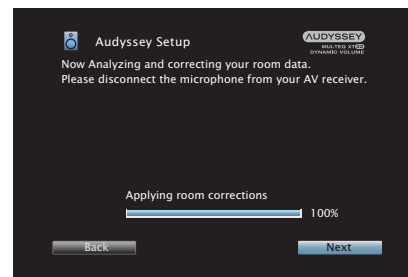 Audyssey Setup
AUDYSSEY
MULTEQ XT32
DYNAMIC VOLUME
Now Analyzing and correcting your room data.
Please disconnect the microphone from your AV receiver.
Applying room corrections
100%
Back
Next